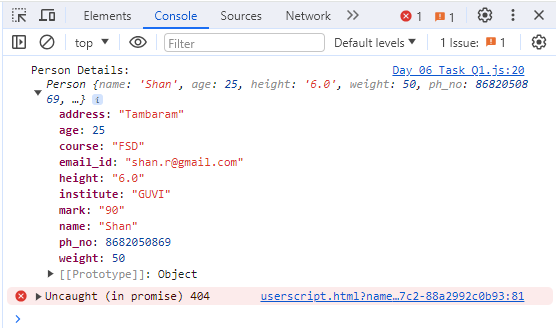 Elements Console Sources Network » 1 1
top Filter Default levels 1 Issue: 1
Person Details: Day 06 Task Q1.js:20
Person {name: 'Shan', age: 25, height: '6.0', weight: 50, ph_no: 86820508
69, …} i
address: "Tambaram"
age: 25
course: "FSD"
email_id: "shan.r@gmail.com"
height: "6.0"
institute: "GUVI"
mark: "90"
name: "Shan"
ph_no: 8682050869
weight: 50
[[Prototype]]: Object
Uncaught (in promise) 404 userscript.html?name…7c2-88a2992c0b93:81